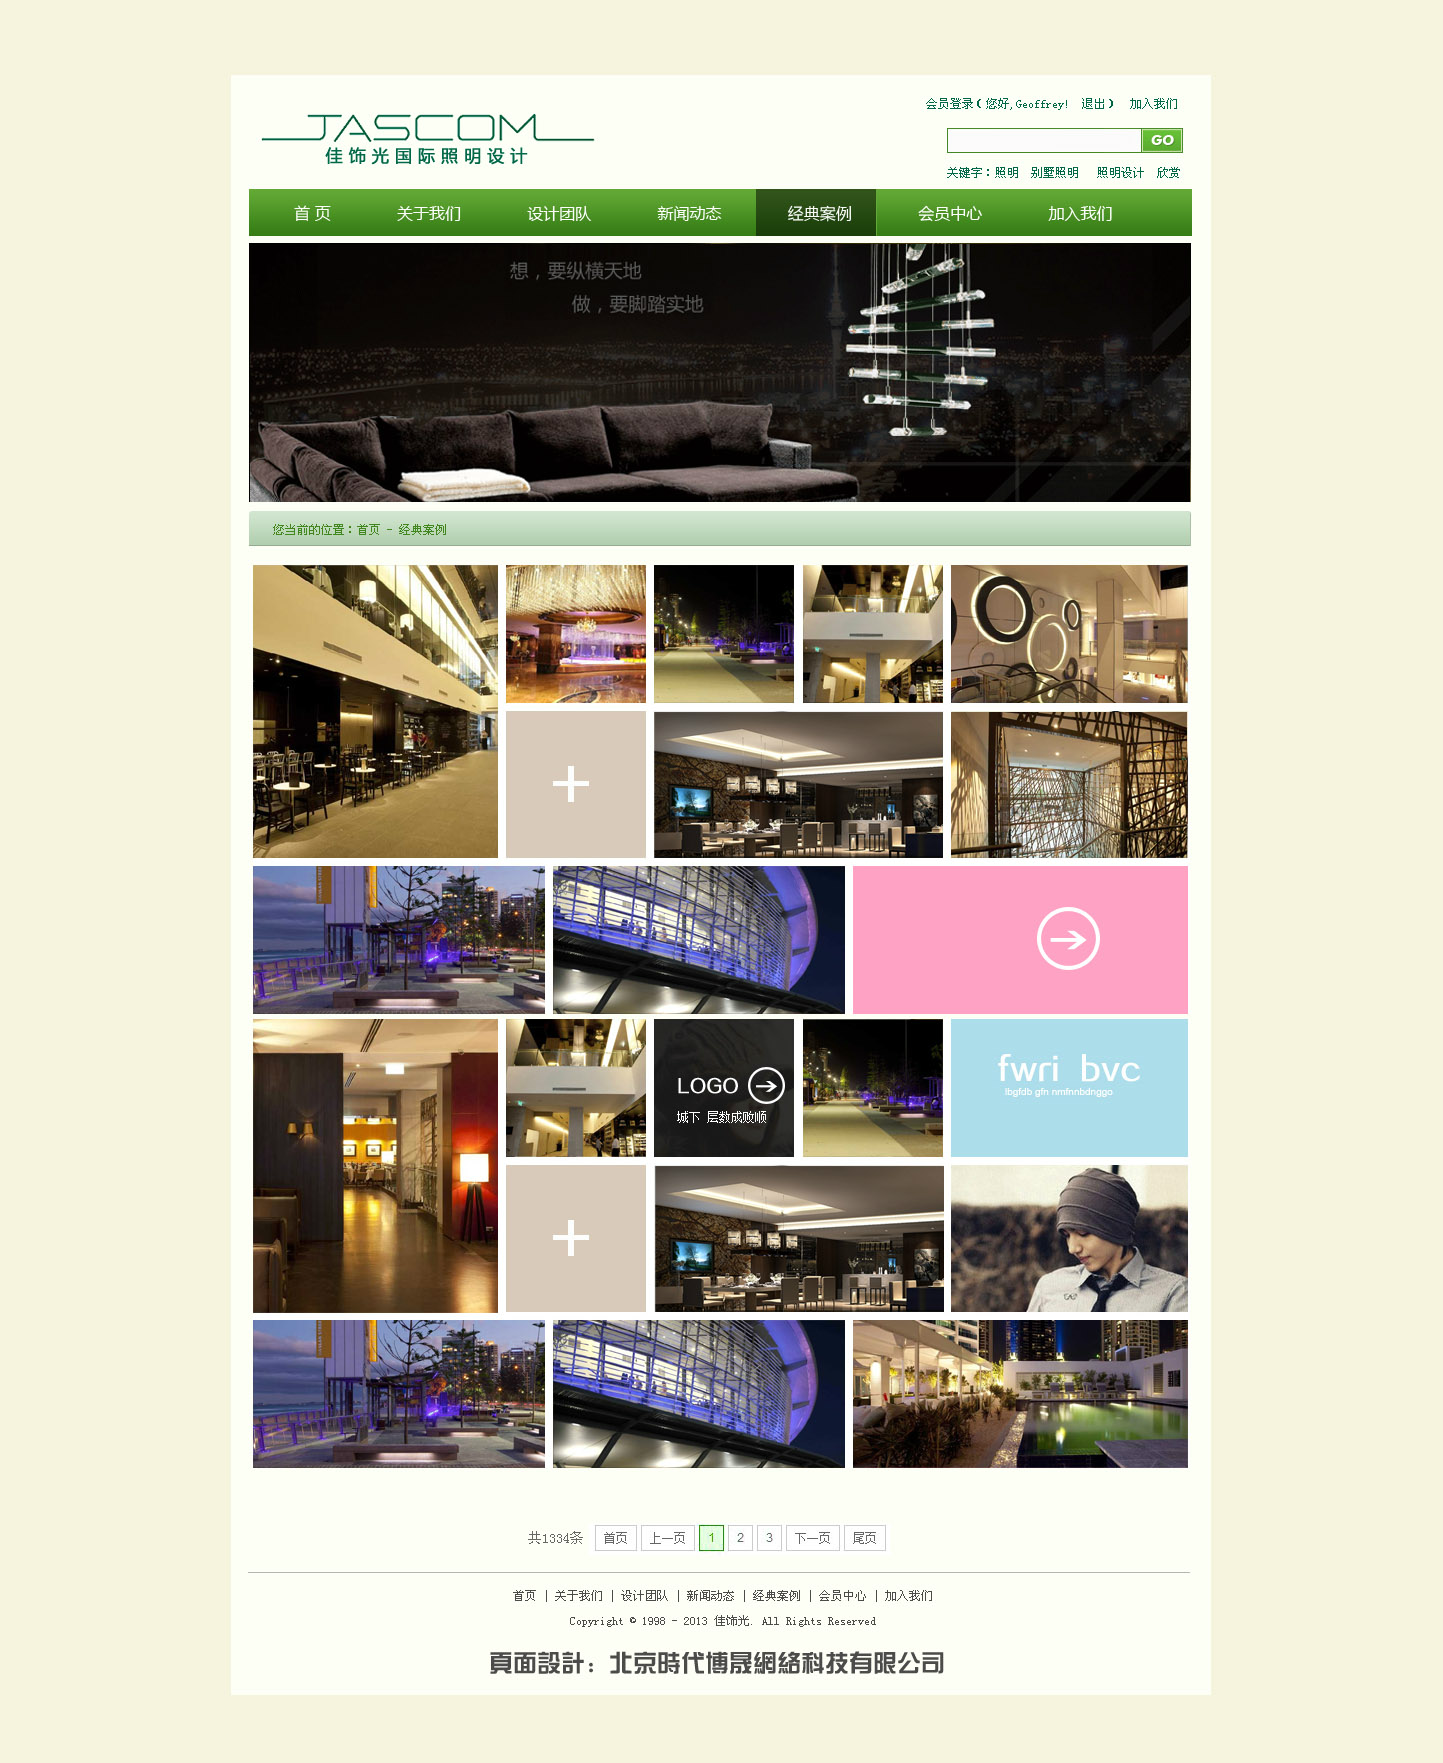 会员登录(您好,Geoffrey! 退出) 加入我们
JASCOM
佳饰光国际照明设计
GO
关键字:照明 别墅照明 照明设计 欣赏
首 页 关于我们 设计团队 新闻动态 经典案例 会员中心 加入我们
想，要纵横天地
做，要脚踏实地
您当前的位置:首页 - 经典案例
LOGO
城下 层数成败顺
fwri bvc
lbgfdb gfn nmfnnbdnggo
共1334条 首页 上一页 1 2 3 下一页 尾页
首页 | 关于我们 | 设计团队 | 新闻动态 | 经典案例 | 会员中心 | 加入我们
Copyright © 1998 - 2013 佳饰光. All Rights Reserved
頁面設計：北京時代博晟網絡科技有限公司